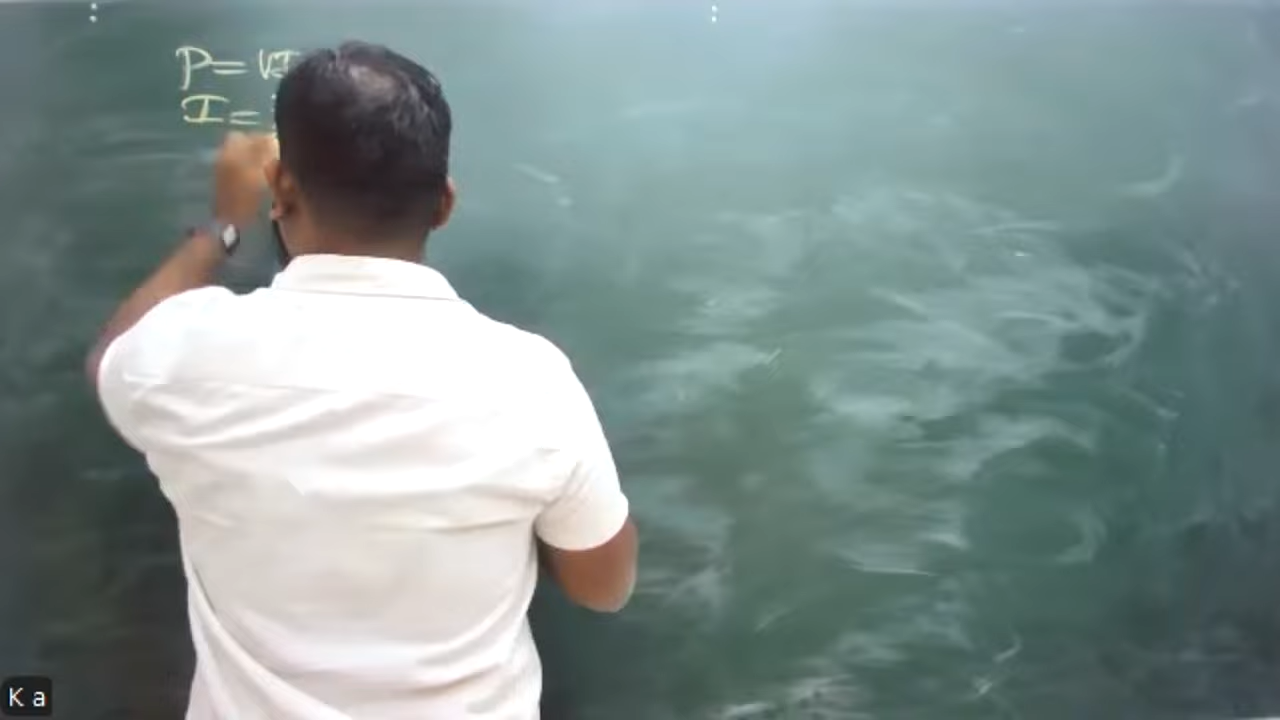 P = VI
I =
K a